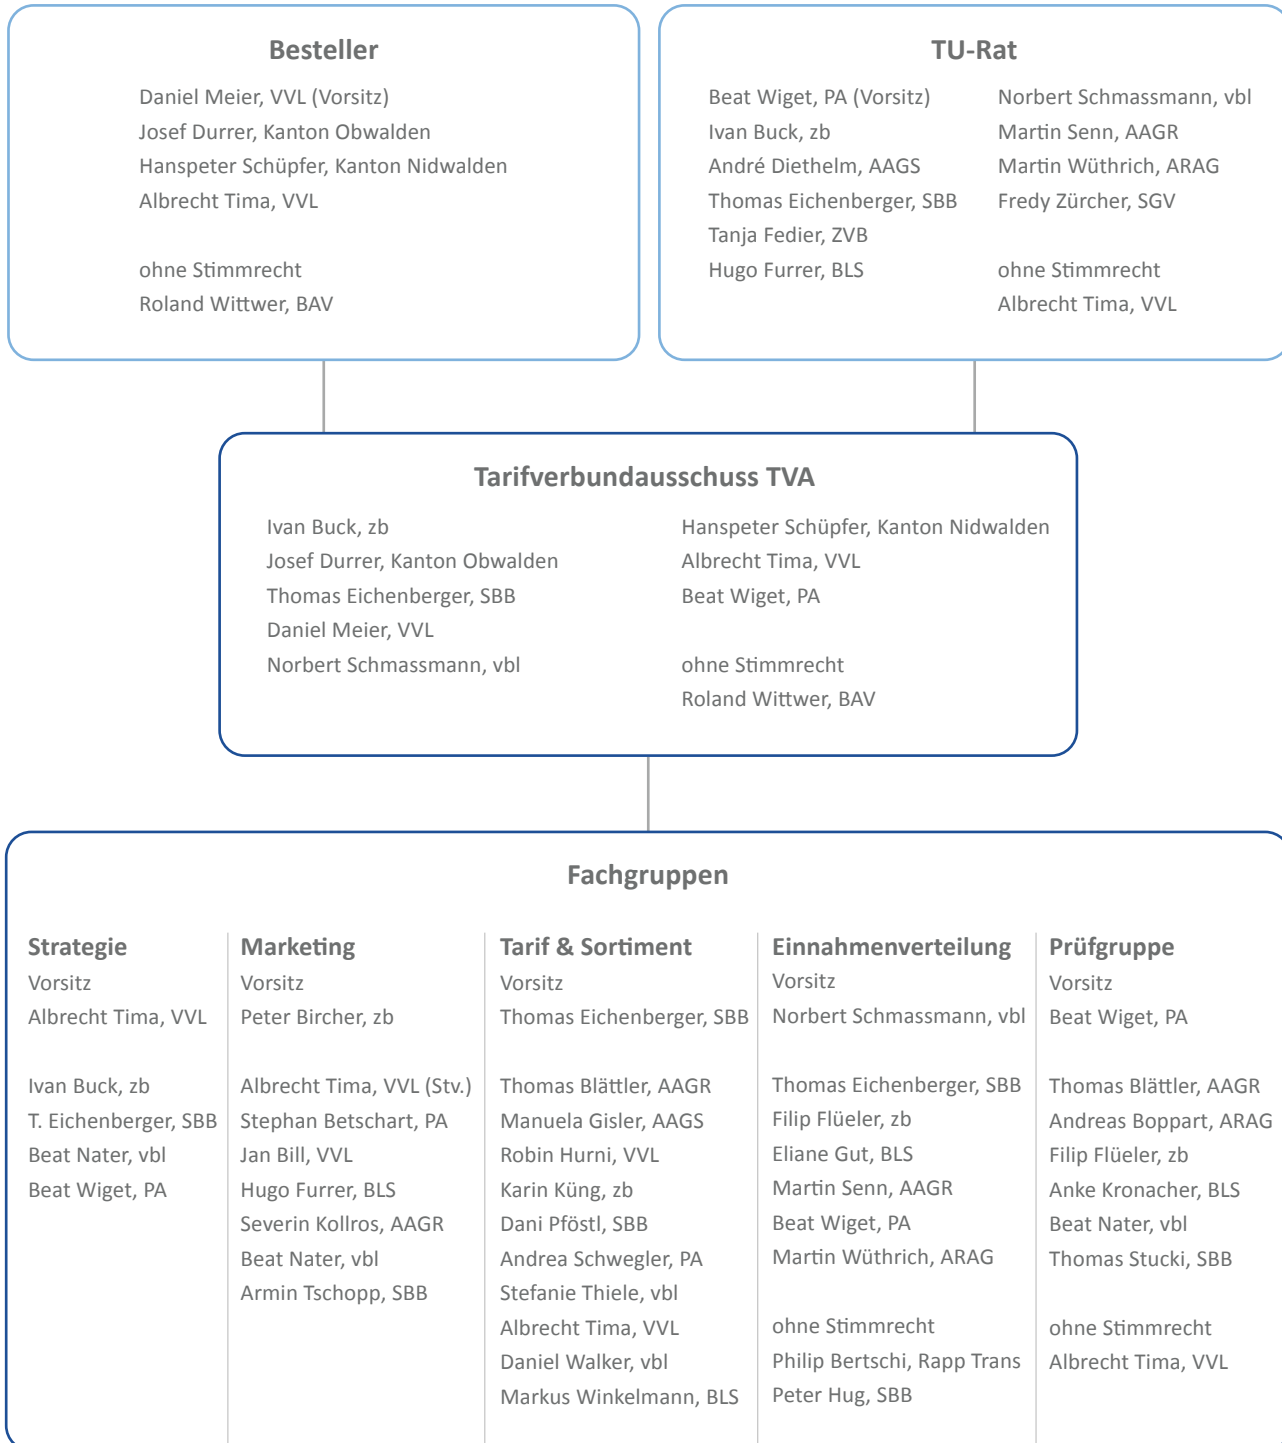 Besteller
Daniel Meier, VVL (Vorsitz)
Josef Durrer, Kanton Obwalden
Hanspeter Schüpfer, Kanton Nidwalden
Albrecht Tima, VVL
ohne Stimmrecht
Roland Wittwer, BAV
TU-Rat
Beat Wiget, PA (Vorsitz)
Ivan Buck, zb
André Diethelm, AAGS
Thomas Eichenberger, SBB
Tanja Fedier, ZVB
Hugo Furrer, BLS
Norbert Schmassmann, vbl
Martin Senn, AAGR
Martin Wüthrich, ARAG
Fredy Zürcher, SGV
ohne Stimmrecht
Albrecht Tima, VVL
Tarifverbundausschuss TVA
Ivan Buck, zb
Josef Durrer, Kanton Obwalden
Thomas Eichenberger, SBB
Daniel Meier, VVL
Norbert Schmassmann, vbl
Hanspeter Schüpfer, Kanton Nidwalden
Albrecht Tima, VVL
Beat Wiget, PA
ohne Stimmrecht
Roland Wittwer, BAV
Fachgruppen
Strategie
Vorsitz
Albrecht Tima, VVL
Ivan Buck, zb
T. Eichenberger, SBB
Beat Nater, vbl
Beat Wiget, PA
Marketing
Vorsitz
Peter Bircher, zb
Albrecht Tima, VVL (Stv.)
Stephan Betschart, PA
Jan Bill, VVL
Hugo Furrer, BLS
Severin Kollros, AAGR
Beat Nater, vbl
Armin Tschopp, SBB
Tarif & Sortiment
Vorsitz
Thomas Eichenberger, SBB
Thomas Blättler, AAGR
Manuela Gisler, AAGS
Robin Hurni, VVL
Karin Küng, zb
Dani Pföstl, SBB
Andrea Schwegler, PA
Stefanie Thiele, vbl
Albrecht Tima, VVL
Daniel Walker, vbl
Markus Winkelmann, BLS
Einnahmenverteilung
Vorsitz
Norbert Schmassmann, vbl
Thomas Eichenberger, SBB
Filip Flüeler, zb
Eliane Gut, BLS
Martin Senn, AAGR
Beat Wiget, PA
Martin Wüthrich, ARAG
ohne Stimmrecht
Philip Bertschi, Rapp Trans
Peter Hug, SBB
Prüfgruppe
Vorsitz
Beat Wiget, PA
Thomas Blättler, AAGR
Andreas Boppart, ARAG
Filip Flüeler, zb
Anke Kronacher, BLS
Beat Nater, vbl
Thomas Stucki, SBB
ohne Stimmrecht
Albrecht Tima, VVL